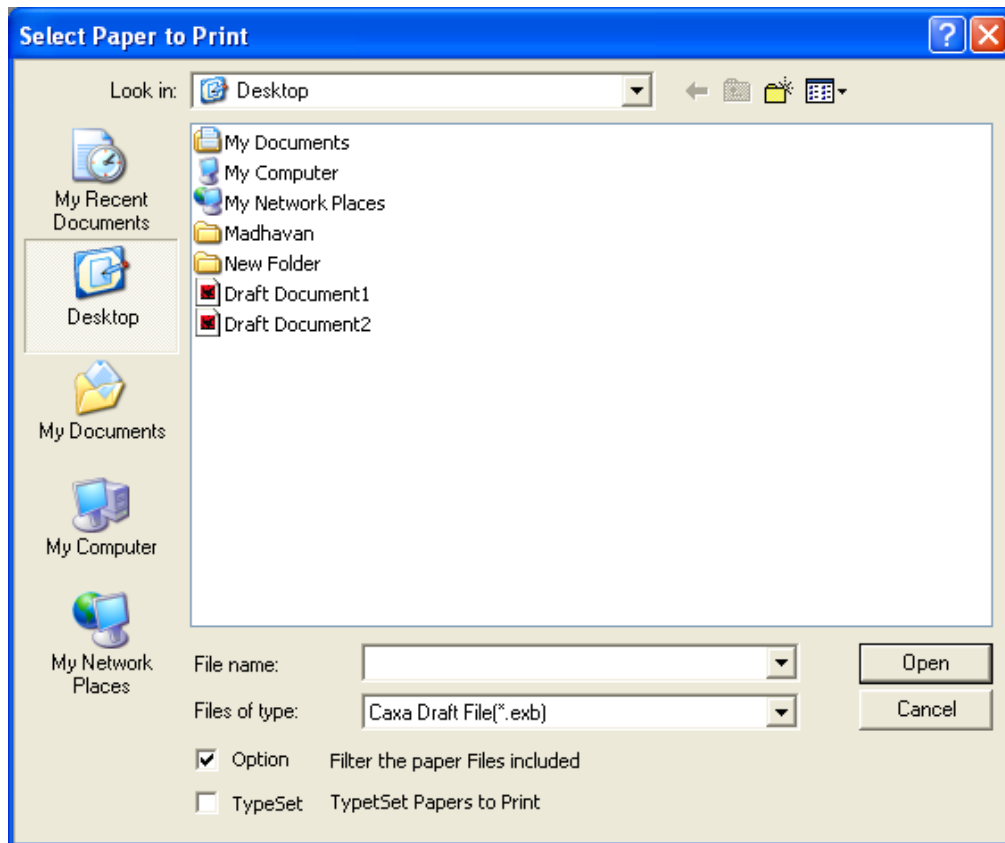 Select Paper to Print
Look in: Desktop
My Recent
Documents
Desktop
My Documents
My Computer
My Network
Places
My Documents
My Computer
My Network Places
Madhavan
New Folder
Draft Document1
Draft Document2
File name:
Open
Files of type: Caxa Draft File(*.exb)
Cancel
Option Filter the paper Files included
TypeSet TypetSet Papers to Print